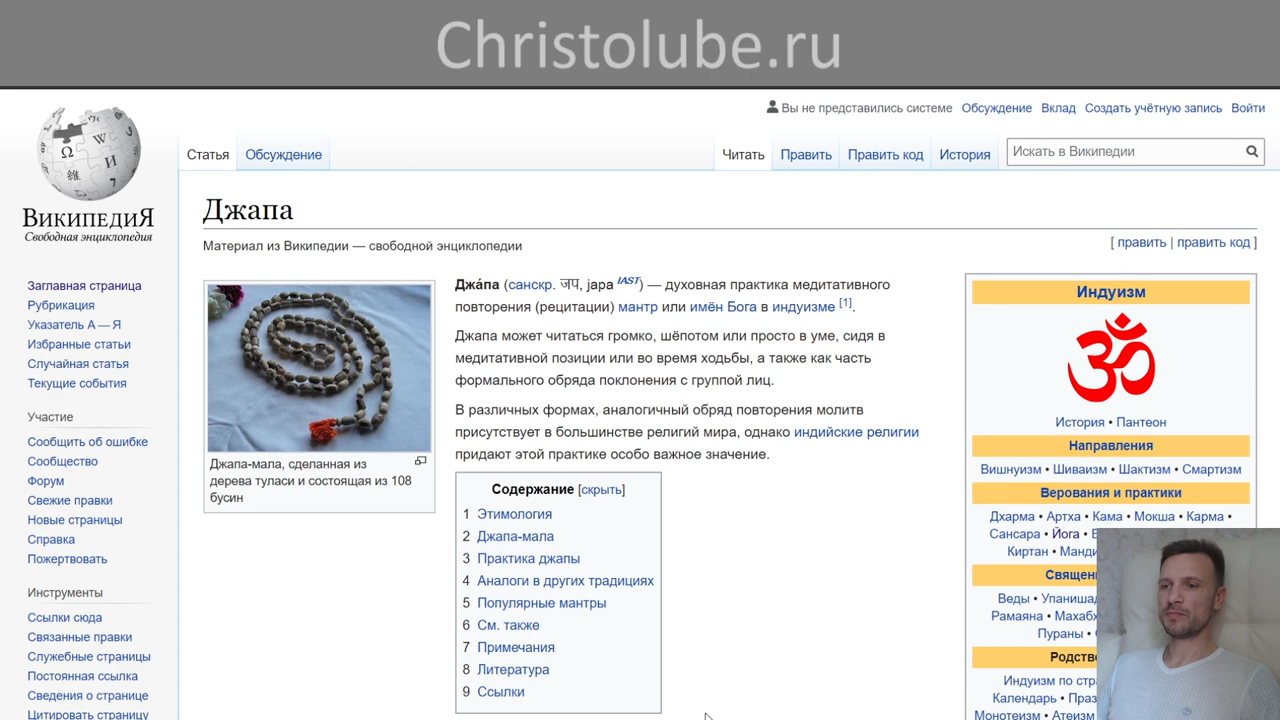 Christolube.ru
Вы не представились системе Обсуждение Вклад Создать учётную запись Войти
ВикипедиЯ
Свободная энциклопедия
Статья Обсуждение Читать Править Править код История Искать в Википедии
Джапа
Материал из Википедии — свободной энциклопедии
[ править | править код ]
Заглавная страница
Рубрикация
Указатель А — Я
Избранные статьи
Случайная статья
Текущие события
Участие
Сообщить об ошибке
Сообщество
Форум
Свежие правки
Новые страницы
Справка
Пожертвовать
Инструменты
Ссылки сюда
Связанные правки
Служебные страницы
Постоянная ссылка
Сведения о странице
Цитировать страницу
Джапа-мала, сделанная из
дерева туласи и состоящая из 108
бусин
Джа́па (санскр. जप, japa IAST) — духовная практика медитативного
повторения (рецитации) мантр или имён Бога в индуизме [1].
Джапа может читаться громко, шёпотом или просто в уме, сидя в
медитативной позиции или во время ходьбы, а также как часть
формального обряда поклонения с группой лиц.
В различных формах, аналогичный обряд повторения молитв
присутствует в большинстве религий мира, однако индийские религии
придают этой практике особо важное значение.
Содержание [скрыть]
1 Этимология
2 Джапа-мала
3 Практика джапы
4 Аналоги в других традициях
5 Популярные мантры
6 См. также
7 Примечания
8 Литература
9 Ссылки
Индуизм
ॐ
История • Пантеон
Направления
Вишнуизм • Шиваизм • Шактизм • Смартизм
Верования и практики
Дхарма • Артха • Кама • Мокша • Карма •
Сансара • Йога •
Киртан •
Веды •
Рамаяна •
Пураны •
Индуизм по
Календарь •
Монотеизм •